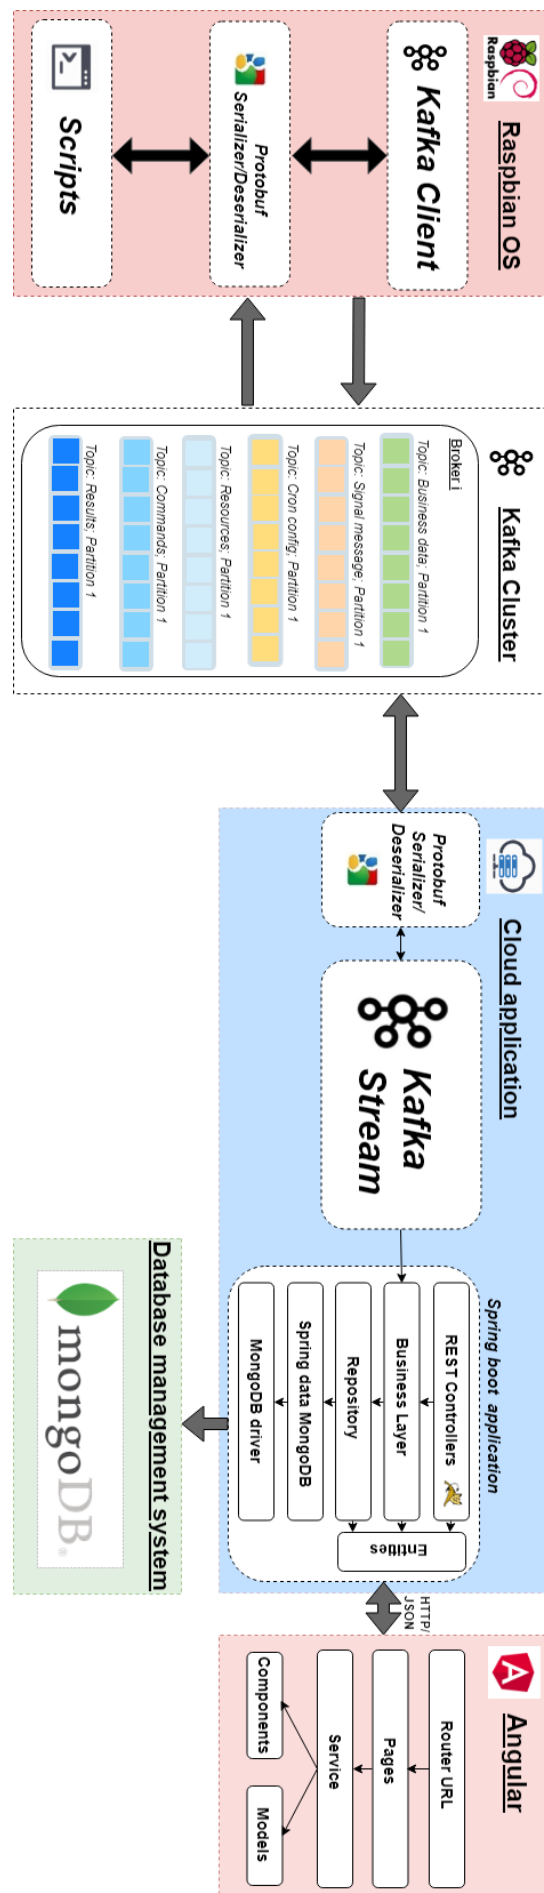 Raspbian
Raspbian OS
Kafka Client
Protobuf
Serializer/Deserializer
Scripts
Kafka Cluster
Broker i
Topic: Business data; Partition 1
Topic: Signal message; Partition 1
Topic: Cron config; Partition 1
Topic: Resources; Partition 1
Topic: Commands; Partition 1
Topic: Results; Partition 1
Cloud application
Protobuf
Serializer/
Deserializer
Kafka
Stream
Spring boot application
REST Controllers
Business Layer
Repository
Spring data MongoDB
MongoDB driver
Entities
Database management system
mongoDB®
HTTP/
JSON
A
Angular
Router URL
Pages
Service
Components
Models